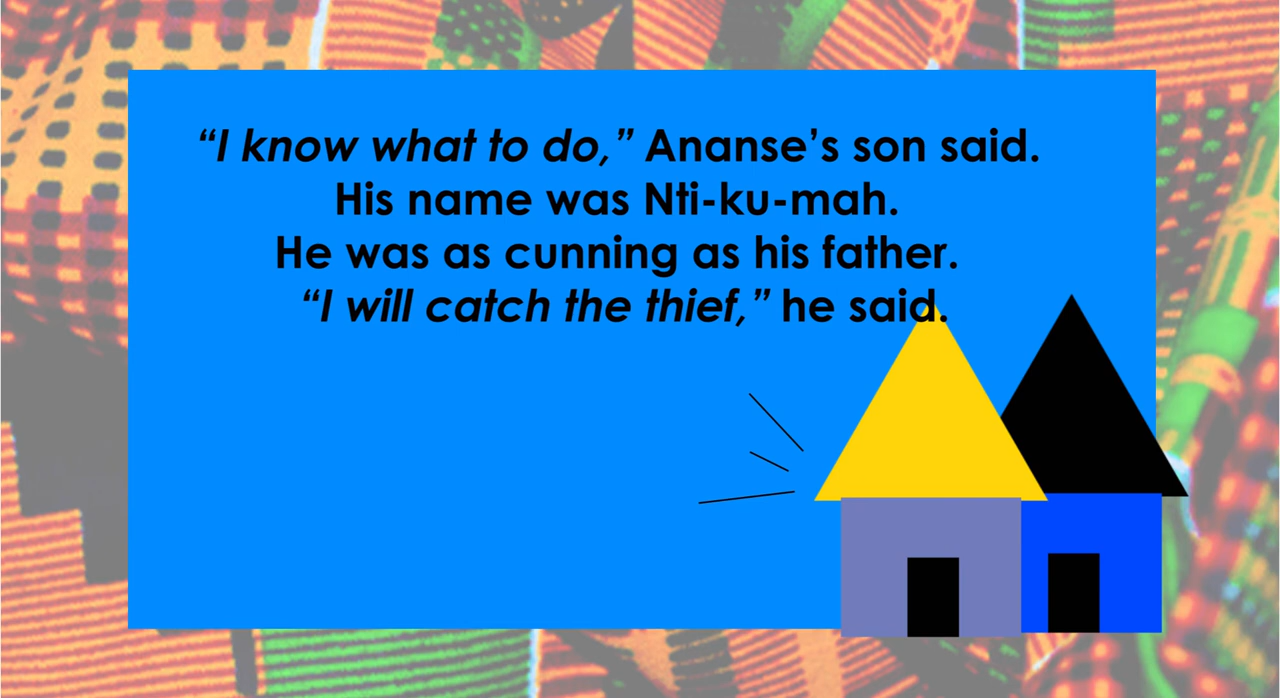 “I know what to do,” Ananse’s son said.
His name was Nti-ku-mah.
He was as cunning as his father.
“I will catch the thief,” he said.